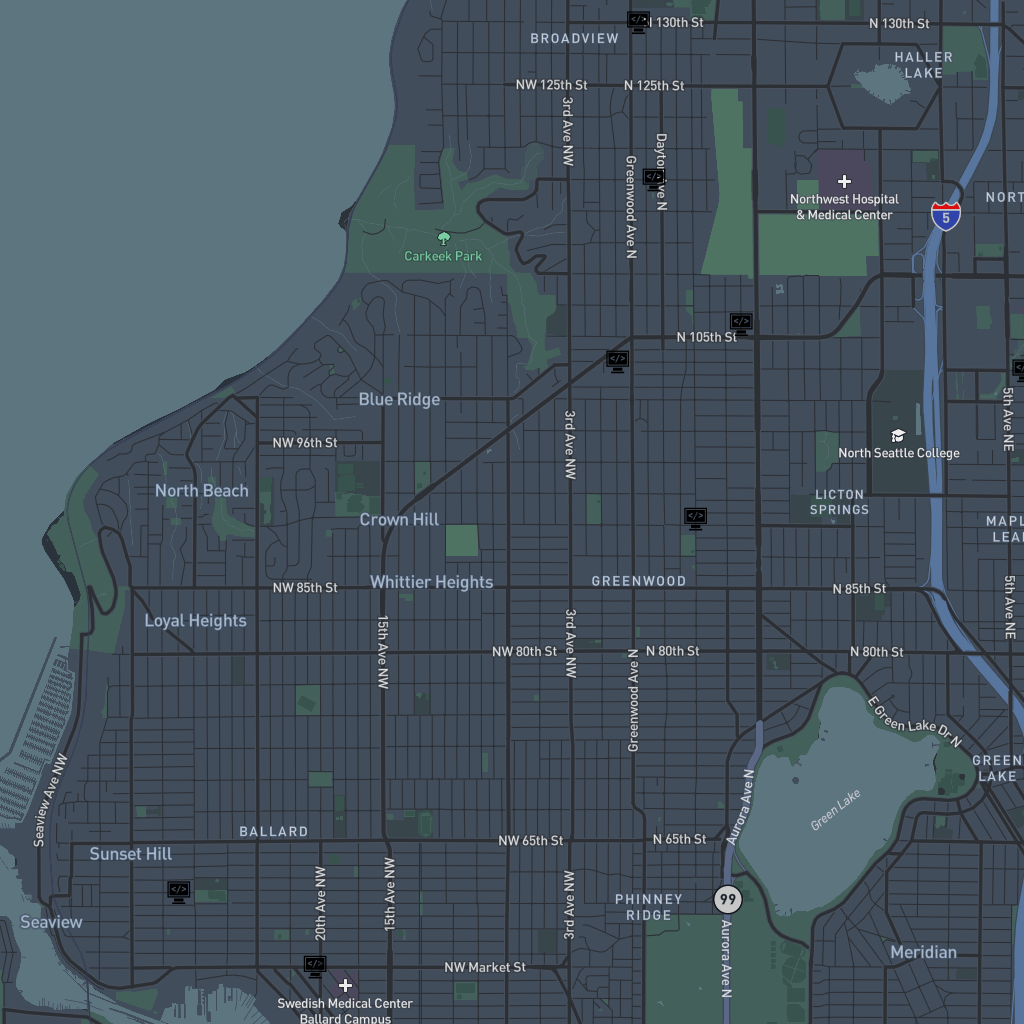 N 130th St
N 130th St
BROADVIEW
HALLER
LAKE
NW 125th St
N 125th St
3rd Ave NW
Dayton Ave N
Greenwood Ave N
Northwest Hospital
& Medical Center
NORT
5
Carkeek Park
N 105th St
Blue Ridge
5th Ave NE
3rd Ave NW
NW 96th St
North Seattle College
North Beach
LICTON
SPRINGS
Crown Hill
MAPL
LEAF
Whittier Heights
GREENWOOD
NW 85th St
N 85th St
5th Ave NE
Loyal Heights
15th Ave NW
3rd Ave NW
NW 80th St
N 80th St
N 80th St
Greenwood Ave N
E Green Lake Dr N
GREEN
LAKE
Seaview Ave NW
Aurora Ave N
Green Lake
BALLARD
NW 65th St
N 65th St
Sunset Hill
20th Ave NW
15th Ave NW
3rd Ave NW
PHINNEY
RIDGE
99
Seaview
Aurora Ave N
Meridian
NW Market St
Swedish Medical Center
Ballard Campus